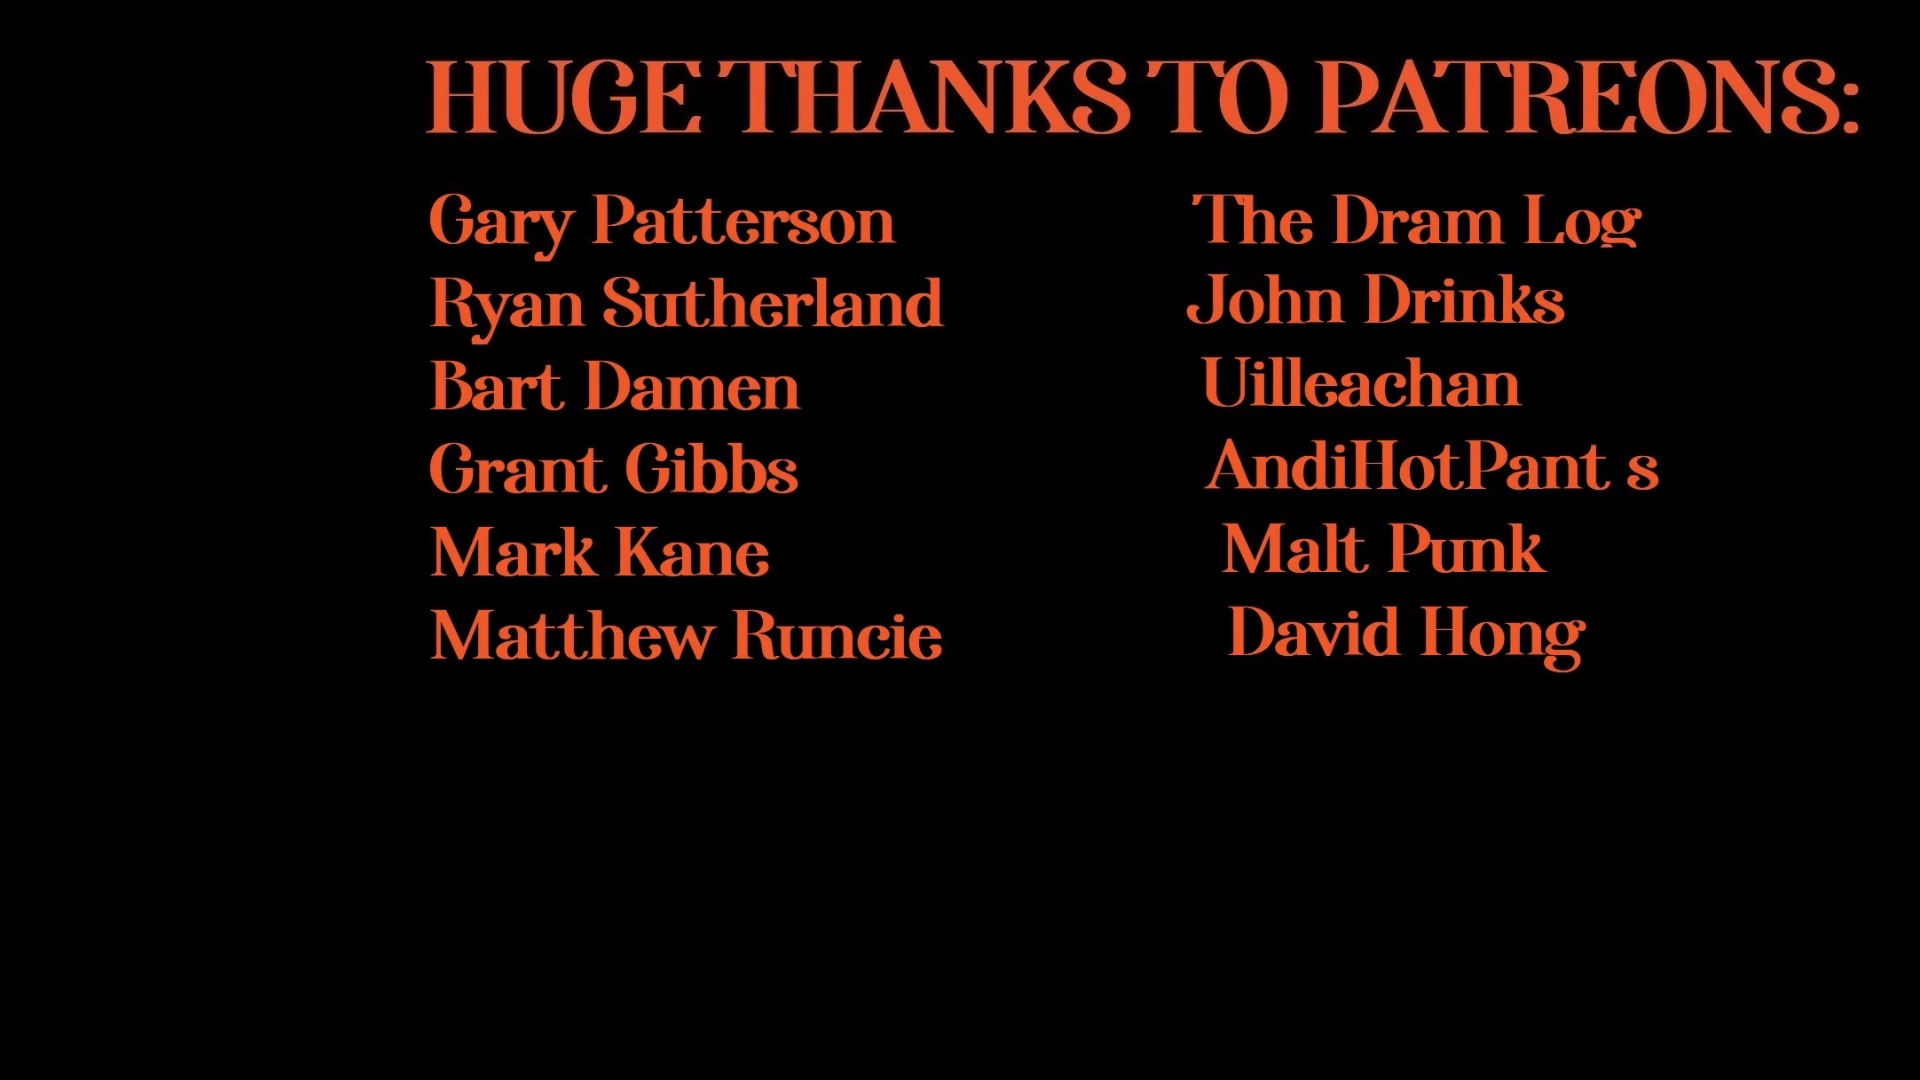 HUGE THANKS TO PATREONS:
Gary Patterson
Ryan Sutherland
Bart Damen
Grant Gibbs
Mark Kane
Matthew Runcie
The Dram Log
John Drinks
Uilleachan
AndiHotPant s
Malt Punk
David Hong